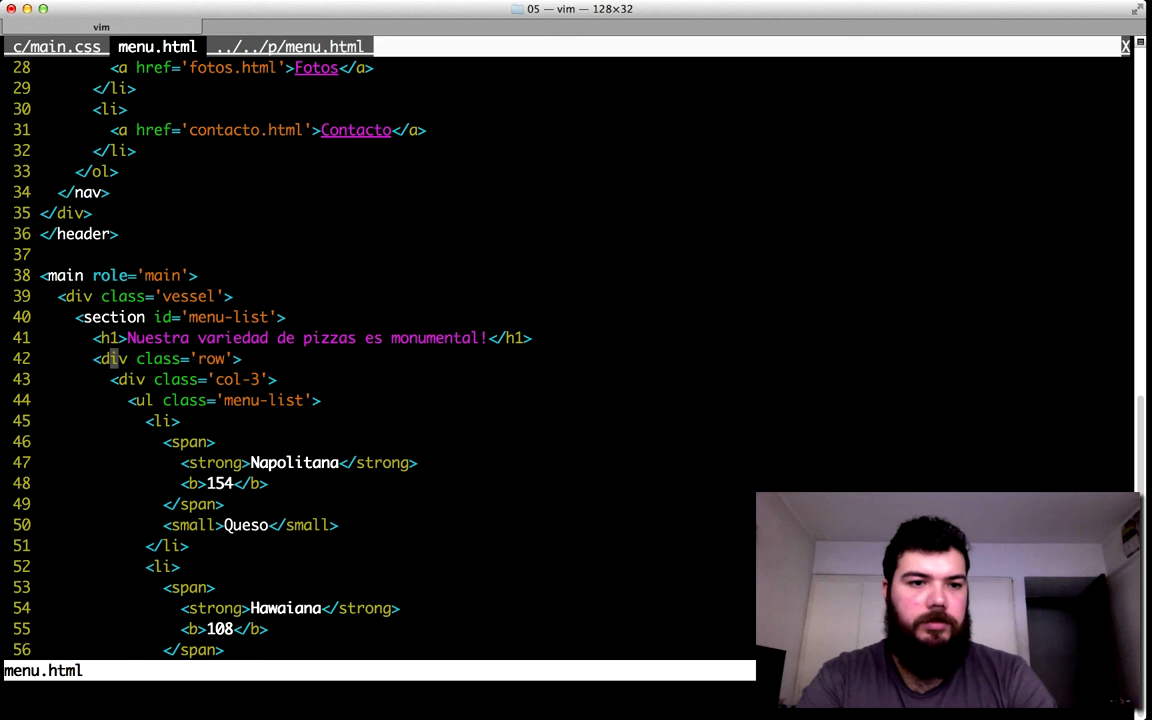 05 — vim — 128×32
vim
c/main.css menu.html ../../p/menu.html X
28 <a href='fotos.html'>Fotos</a>
29 </li>
30 <li>
31 <a href='contacto.html'>Contacto</a>
32 </li>
33 </ol>
34 </nav>
35 </div>
36 </header>
37
38 <main role='main'>
39 <div class='vessel'>
40 <section id='menu-list'>
41 <h1>Nuestra variedad de pizzas es monumental!</h1>
42 <div class='row'>
43 <div class='col-3'>
44 <ul class='menu-list'>
45 <li>
46 <span>
47 <strong>Napolitana</strong>
48 <b>154</b>
49 </span>
50 <small>Queso</small>
51 </li>
52 <li>
53 <span>
54 <strong>Hawaiana</strong>
55 <b>108</b>
56 </span>
menu.html